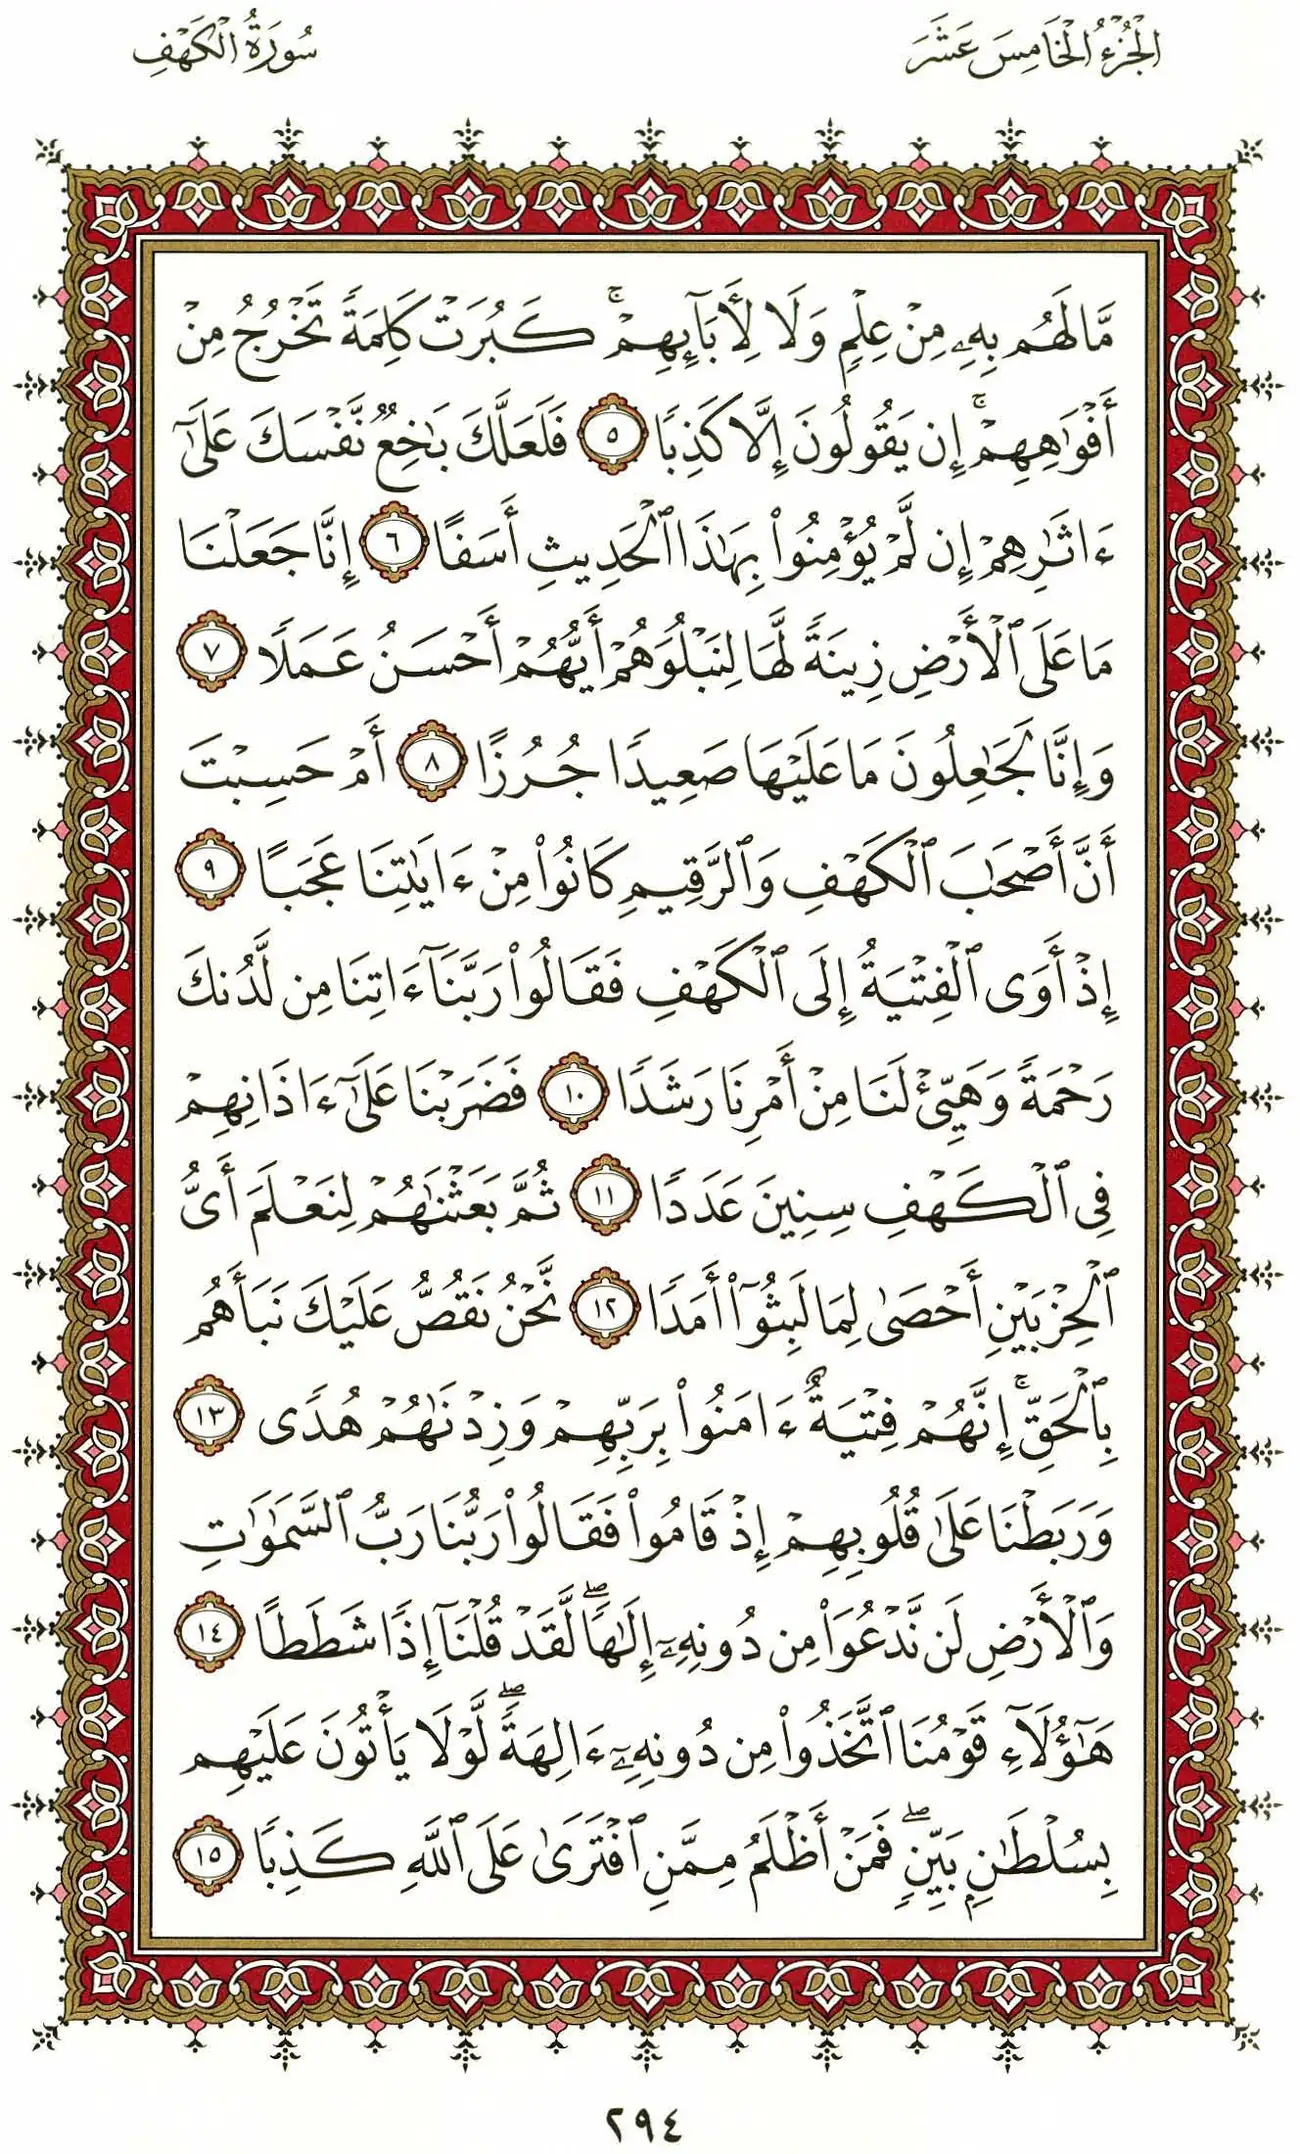 الجزء الخامس عشر
سورة الكهف
مَّا لَهُم بِهِۦ مِنْ عِلْمٍ وَلَا لِأَبَآئِهِمْ ۚ كَبُرَتْ كَلِمَةً تَخْرُجُ مِنْ
أَفْوَٰهِهِمْ ۚ إِن يَقُولُونَ إِلَّا كَذِبًا ٥ فَلَعَلَّكَ بَٰخِعٌ نَّفْسَكَ عَلَىٰٓ
ءَاثَٰرِهِمْ إِن لَّمْ يُؤْمِنُوا۟ بِهَٰذَا ٱلْحَدِيثِ أَسَفًا ٦ إِنَّا جَعَلْنَا
مَا عَلَى ٱلْأَرْضِ زِينَةً لَّهَا لِنَبْلُوَهُمْ أَيُّهُمْ أَحْسَنُ عَمَلًا ٧
وَإِنَّا لَجَٰعِلُونَ مَا عَلَيْهَا صَعِيدًا جُرُزًا ٨ أَمْ حَسِبْتَ
أَنَّ أَصْحَٰبَ ٱلْكَهْفِ وَٱلرَّقِيمِ كَانُوا۟ مِنْ ءَايَٰتِنَا عَجَبًا ٩
إِذْ أَوَى ٱلْفِتْيَةُ إِلَى ٱلْكَهْفِ فَقَالُوا۟ رَبَّنَآ ءَاتِنَا مِن لَّدُنكَ
رَحْمَةً وَهَيِّئْ لَنَا مِنْ أَمْرِنَا رَشَدًا ١٠ فَضَرَبْنَا عَلَىٰٓ ءَاذَانِهِمْ
فِى ٱلْكَهْفِ سِنِينَ عَدَدًا ١١ ثُمَّ بَعَثْنَٰهُمْ لِنَعْلَمَ أَىُّ
ٱلْحِزْبَيْنِ أَحْصَىٰ لِمَا لَبِثُوٓا۟ أَمَدًا ١٢ نَّحْنُ نَقُصُّ عَلَيْكَ نَبَأَهُم
بِٱلْحَقِّ ۚ إِنَّهُمْ فِتْيَةٌ ءَامَنُوا۟ بِرَبِّهِمْ وَزِدْنَٰهُمْ هُدًى ١٣
وَرَبَطْنَا عَلَىٰ قُلُوبِهِمْ إِذْ قَامُوا۟ فَقَالُوا۟ رَبُّنَا رَبُّ ٱلسَّمَٰوَٰتِ
وَٱلْأَرْضِ لَن نَّدْعُوَا۟ مِن دُونِهِۦٓ إِلَٰهًا ۖ لَّقَدْ قُلْنَآ إِذًا شَطَطًا ١٤
هَٰٓؤُلَآءِ قَوْمُنَا ٱتَّخَذُوا۟ مِن دُونِهِۦٓ ءَالِهَةً ۖ لَّوْلَا يَأْتُونَ عَلَيْهِم
بِسُلْطَٰنٍۭ بَيِّنٍ ۖ فَمَنْ أَظْلَمُ مِمَّنِ ٱفْتَرَىٰ عَلَى ٱللَّهِ كَذِبًا ١٥
٢٩٤